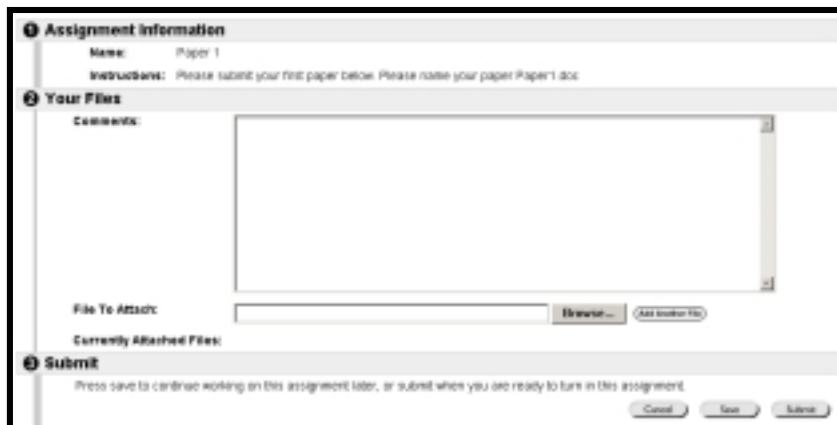 1 Assignment Information
Name: Paper 1
Instructions: Please submit your first paper below. Please name your paper Paper1.doc
2 Your Files
Comments:
File To Attach: Browse... Add Another File
Currently Attached Files:
3 Submit
Press save to continue working on this assignment later, or submit when you are ready to turn in this assignment.
Cancel Save Submit